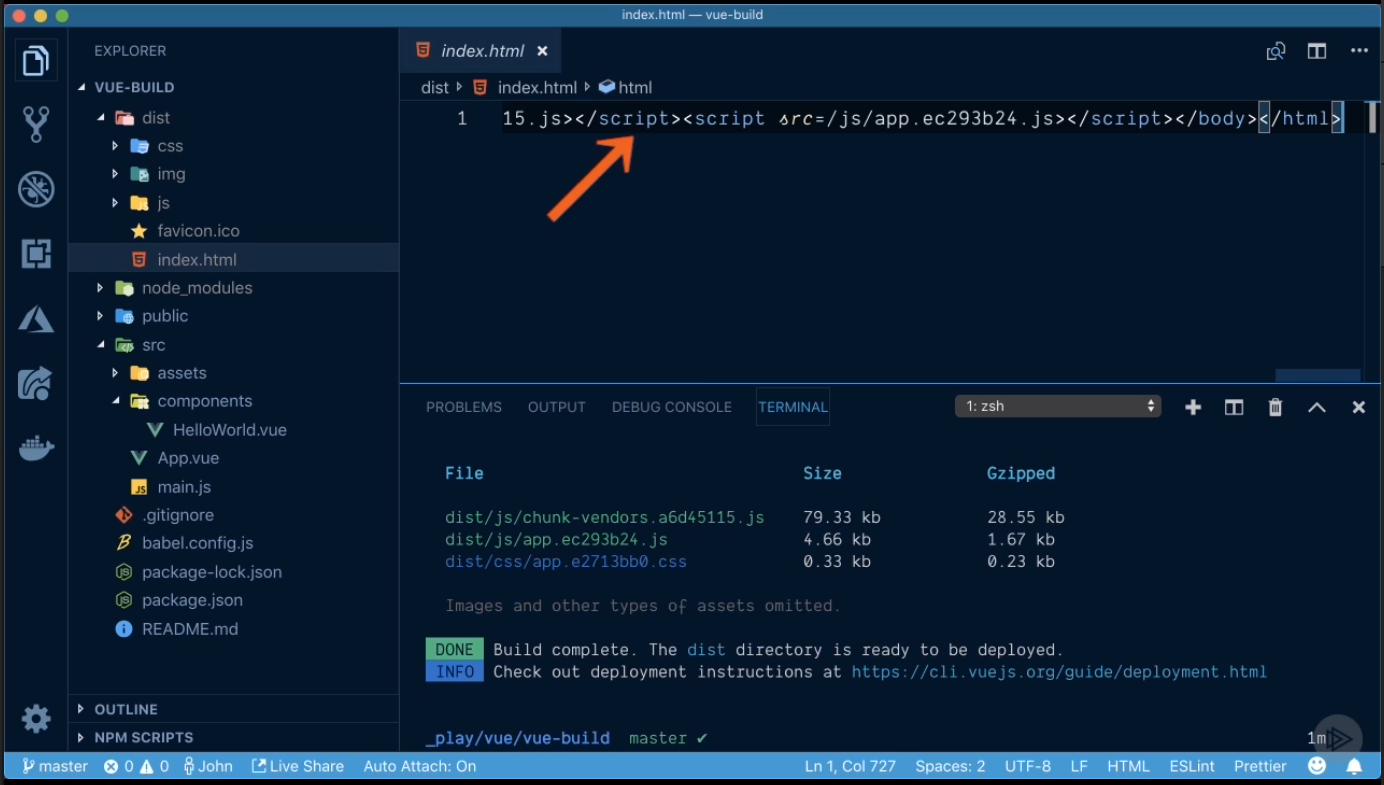 index.html — vue-build
EXPLORER
VUE-BUILD
dist
css
img
js
favicon.ico
index.html
node_modules
public
src
assets
components
HelloWorld.vue
App.vue
main.js
.gitignore
babel.config.js
package-lock.json
package.json
README.md
OUTLINE
NPM SCRIPTS
index.html
dist index.html html
1 15.js></script><script src=/js/app.ec293b24.js></script></body></html>
PROBLEMS OUTPUT DEBUG CONSOLE TERMINAL 1: zsh
File Size Gzipped
dist/js/chunk-vendors.a6d45115.js 79.33 kb 28.55 kb
dist/js/app.ec293b24.js 4.66 kb 1.67 kb
dist/css/app.e2713bb0.css 0.33 kb 0.23 kb
Images and other types of assets omitted.
DONE Build complete. The dist directory is ready to be deployed.
INFO Check out deployment instructions at https://cli.vuejs.org/guide/deployment.html
_play/vue/vue-build master ✔ 1m
master 0 0 John Live Share Auto Attach: On Ln 1, Col 727 Spaces: 2 UTF-8 LF HTML ESLint Prettier